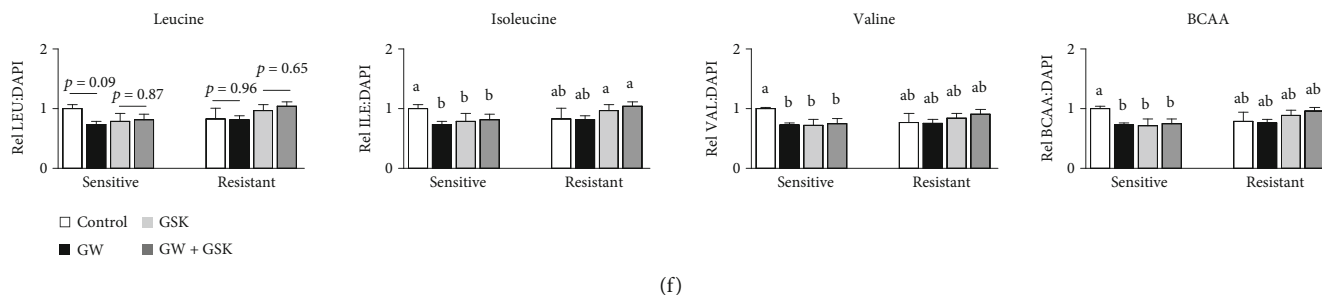 Leucine
Rel LEU:DAPI
2
1
0
p = 0.09
p = 0.87
p = 0.96
p = 0.65
Sensitive
Resistant
Isoleucine
Rel ILE:DAPI
2
1
0
a
b
b
b
ab
ab
a
a
Sensitive
Resistant
Valine
Rel VAL:DAPI
2
1
0
a
b
b
b
ab
ab
ab
ab
Sensitive
Resistant
BCAA
Rel BCAA:DAPI
2
1
0
a
b
b
b
ab
ab
ab
ab
Sensitive
Resistant
Control
GSK
GW
GW + GSK
(f)